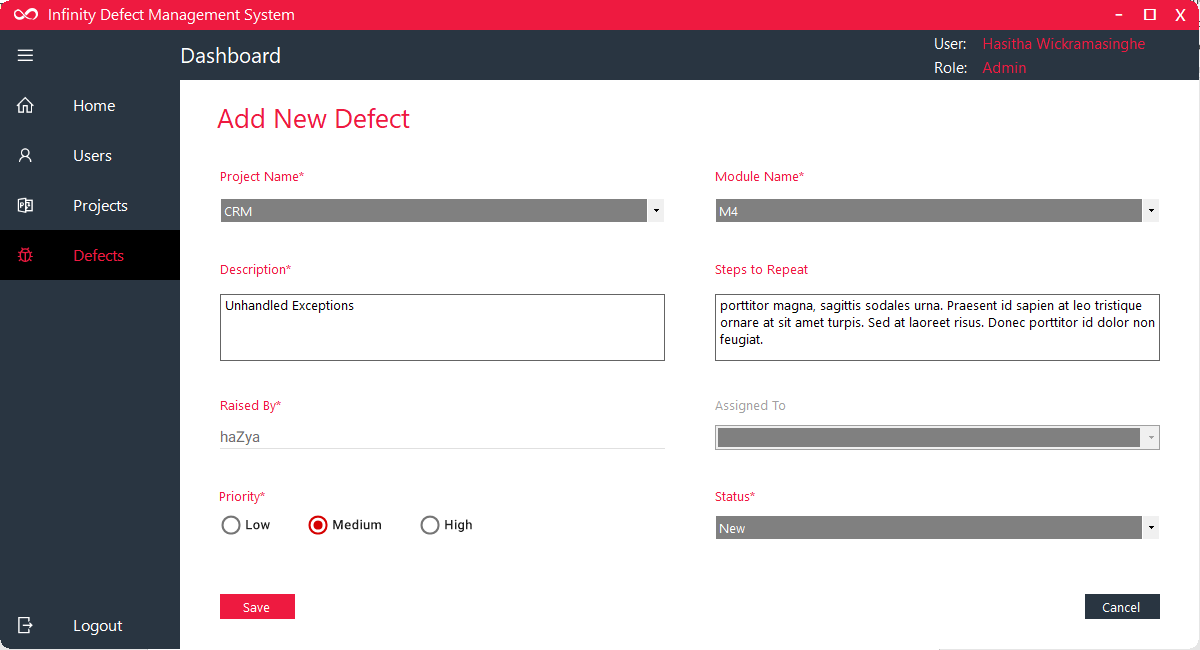 Infinity Defect Management System
X
Dashboard
User: Hasitha Wickramasinghe
Role: Admin
Home
Users
Projects
Defects
Logout
Add New Defect
Project Name*
Module Name*
CRM
M4
Description*
Steps to Repeat
Unhandled Exceptions
porttitor magna, sagittis sodales urna. Praesent id sapien at leo tristique
ornare at sit amet turpis. Sed at laoreet risus. Donec porttitor id dolor non
feugiat.
Raised By*
Assigned To
haZya
Priority*
Status*
Low
Medium
High
New
Save
Cancel